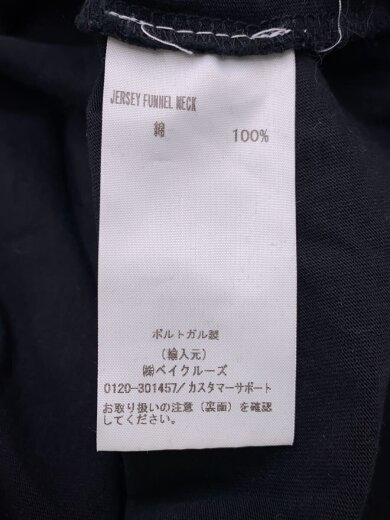 JERSEY FUNNEL NECK
綿 100%
ポルトガル製
(輸入元)
㈱ベイクルーズ
0120-301457/カスタマーサポート
お取り扱いの注意(裏面)を確認
してください。